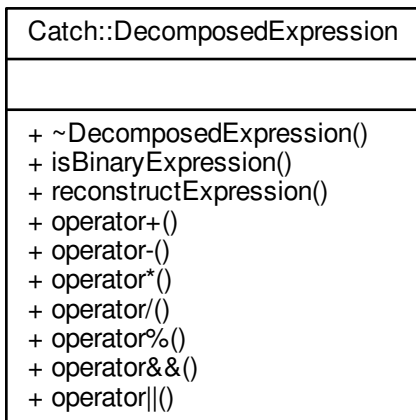 Catch::DecomposedExpression
+ ~DecomposedExpression()
+ isBinaryExpression()
+ reconstructExpression()
+ operator+()
+ operator-()
+ operator*()
+ operator/()
+ operator%()
+ operator&&()
+ operator||()